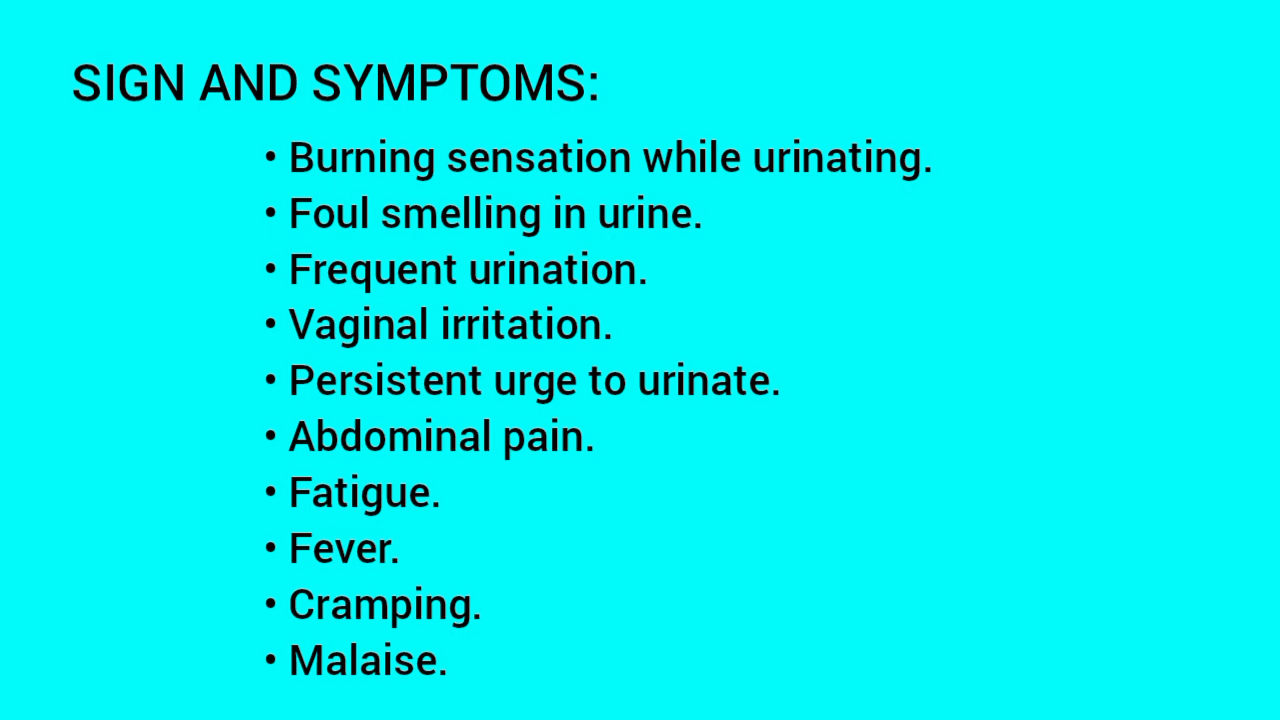 SIGN AND SYMPTOMS:
• Burning sensation while urinating.
• Foul smelling in urine.
• Frequent urination.
• Vaginal irritation.
• Persistent urge to urinate.
• Abdominal pain.
• Fatigue.
• Fever.
• Cramping.
• Malaise.